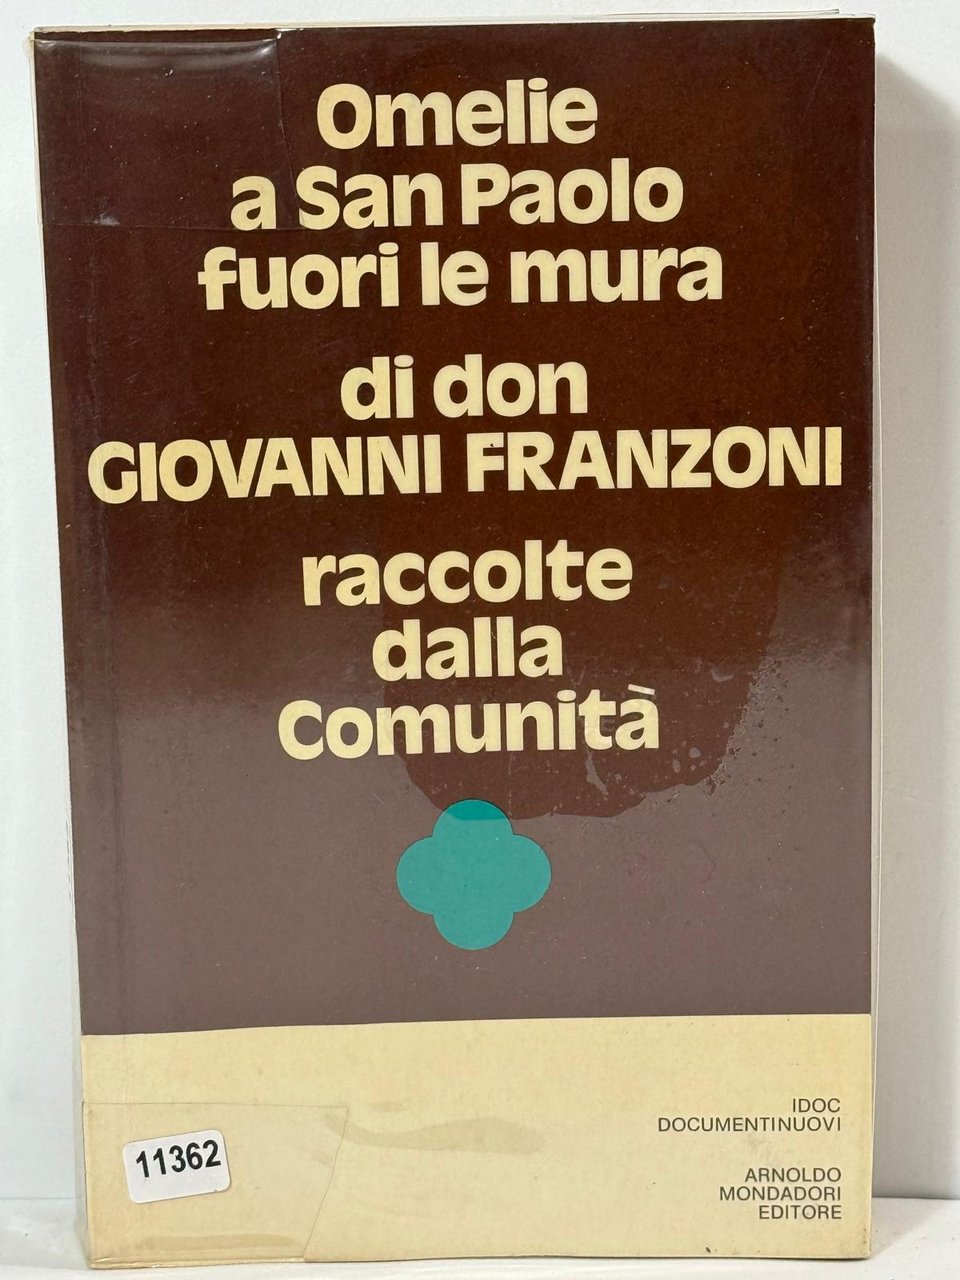 Omelie
a San Paolo
fuori le mura
di don
GIOVANNI FRANZONI
raccolte
dalla
Comunità
IDOC
DOCUMENTINUOVI
ARNOLDO
MONDADORI
EDITORE
11362